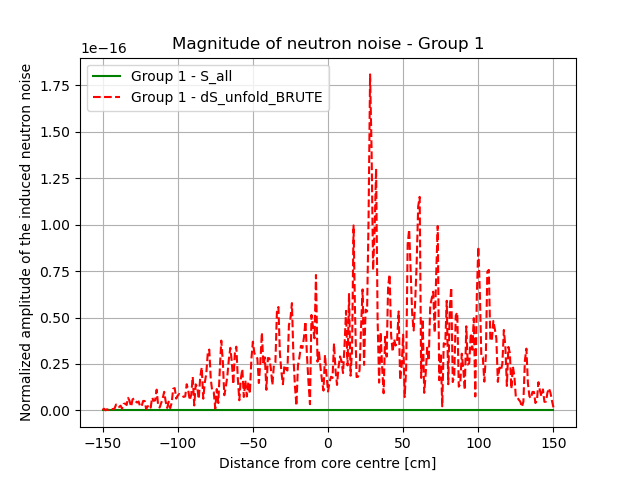 Magnitude of neutron noise - Group 1
1e−16
Group 1 - S_all
Group 1 - dS_unfold_BRUTE
Normalized amplitude of the induced neutron noise
1.75
1.50
1.25
1.00
0.75
0.50
0.25
0.00
−150 −100 −50 0 50 100 150
Distance from core centre [cm]